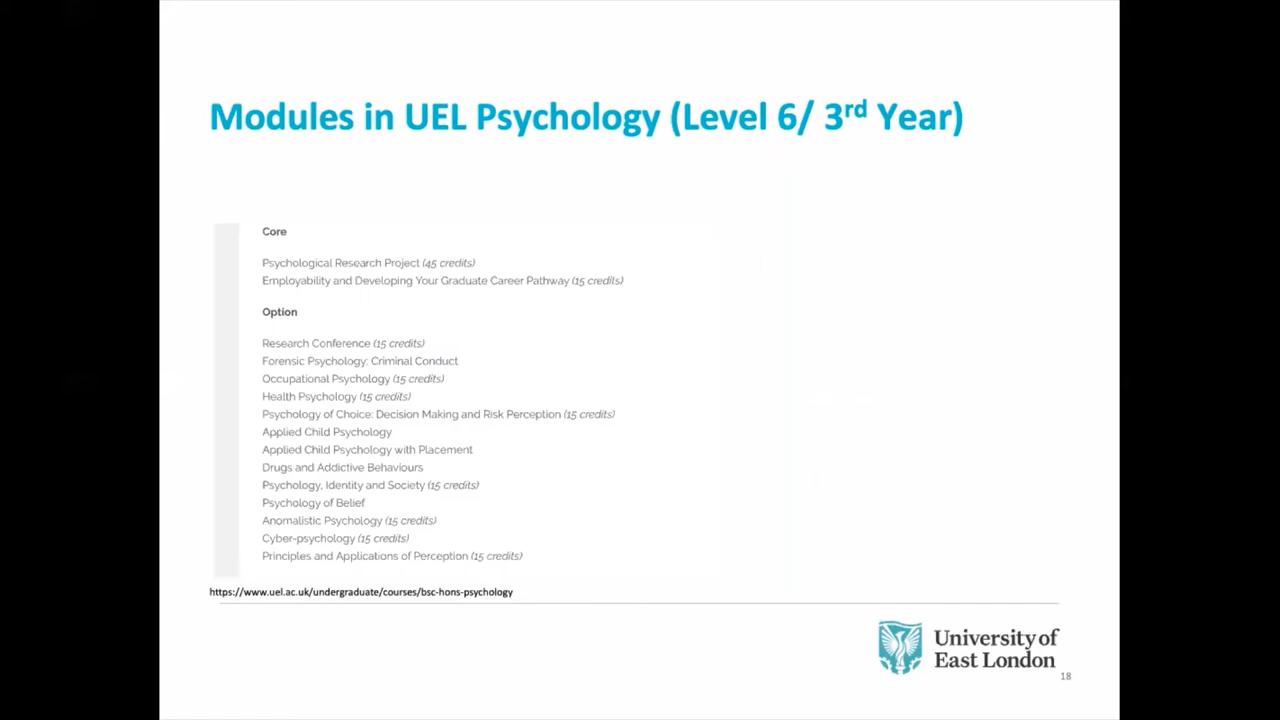 Modules in UEL Psychology (Level 6/ 3rd Year)
Core
Psychological Research Project (45 credits)
Employability and Developing Your Graduate Career Pathway (15 credits)
Option
Research Conference (15 credits)
Forensic Psychology: Criminal Conduct
Occupational Psychology (15 credits)
Health Psychology (15 credits)
Psychology of Choice: Decision Making and Risk Perception (15 credits)
Applied Child Psychology
Applied Child Psychology with Placement
Drugs and Addictive Behaviours
Psychology, Identity and Society (15 credits)
Psychology of Belief
Anomalistic Psychology (15 credits)
Cyber-psychology (15 credits)
Principles and Applications of Perception (15 credits)
https://www.uel.ac.uk/undergraduate/courses/bsc-hons-psychology
University of
East London
18